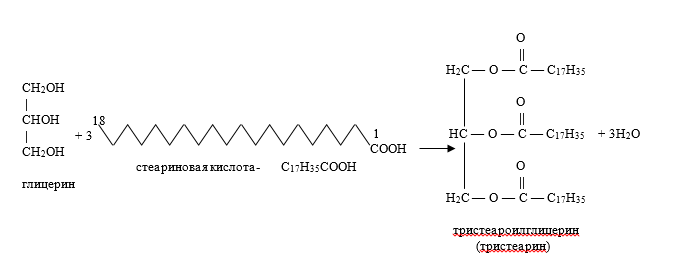 CH2OH
|
CHOH
|
CH2OH
глицерин
+ 3
18
1
COOH
стеариновая кислота- C17H35COOH
O
||
H2C — O — C — C17H35
O
||
HC — O — C — C17H35 + 3H2O
O
||
H2C — O — C — C17H35
тристеароилглицерин
(тристеарин)